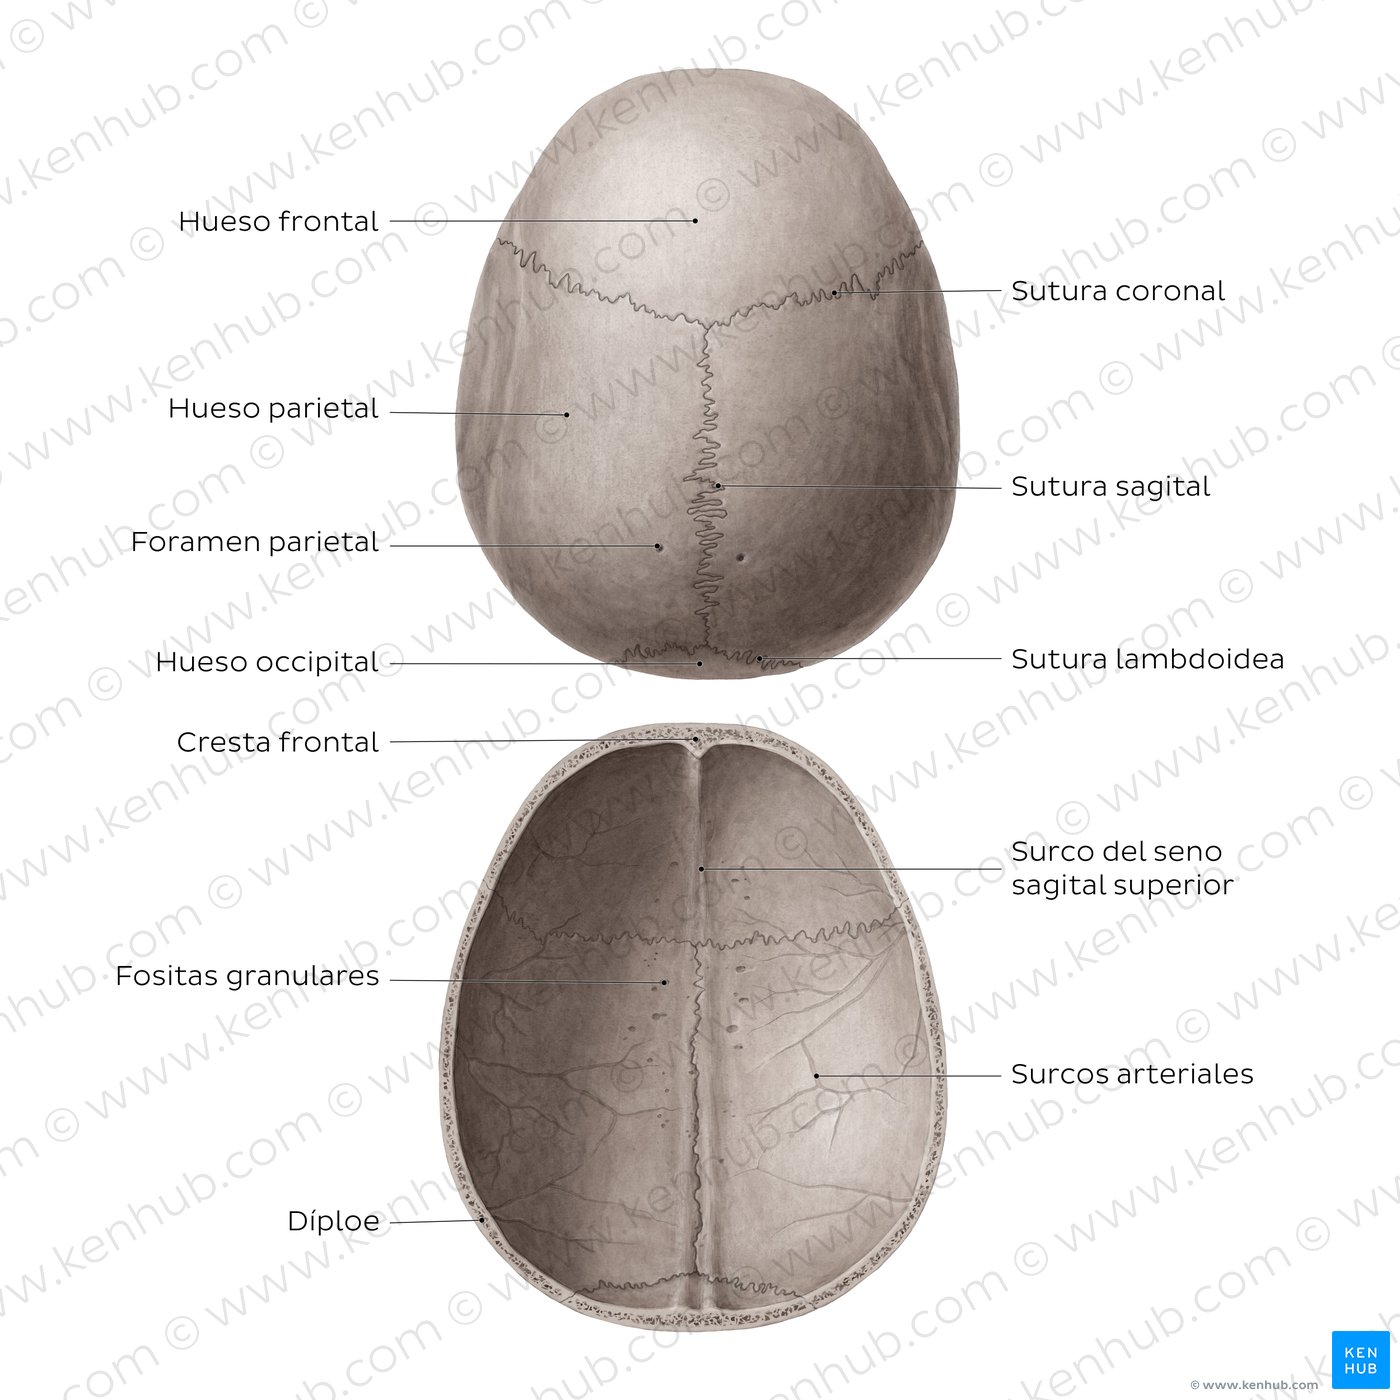 Hueso frontal
Sutura coronal
Hueso parietal
Sutura sagital
Foramen parietal
Hueso occipital
Sutura lambdoidea
Cresta frontal
Surco del seno
sagital superior
Fositas granulares
Surcos arteriales
Díploe
KEN
HUB
© www.kenhub.com